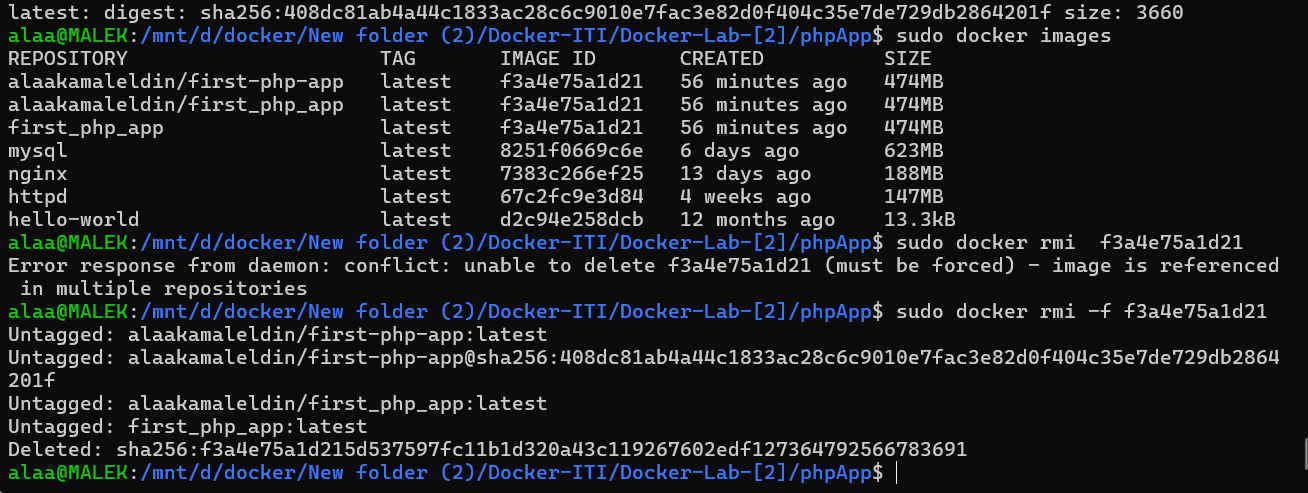 latest: digest: sha256:408dc81ab4a44c1833ac28c6c9010e7fac3e82d0f404c35e7de729db2864201f size: 3660
alaa@MALEK:/mnt/d/docker/New folder (2)/Docker-ITI/Docker-Lab-[2]/phpApp$ sudo docker images
REPOSITORY                     TAG       IMAGE ID       CREATED          SIZE
alaakamaleldin/first-php-app   latest    f3a4e75a1d21   56 minutes ago   474MB
alaakamaleldin/first_php_app   latest    f3a4e75a1d21   56 minutes ago   474MB
first_php_app                  latest    f3a4e75a1d21   56 minutes ago   474MB
mysql                          latest    8251f0669c6e   6 days ago       623MB
nginx                          latest    7383c266ef25   13 days ago      188MB
httpd                          latest    67c2fc9e3d84   4 weeks ago      147MB
hello-world                    latest    d2c94e258dcb   12 months ago    13.3kB
alaa@MALEK:/mnt/d/docker/New folder (2)/Docker-ITI/Docker-Lab-[2]/phpApp$ sudo docker rmi  f3a4e75a1d21
Error response from daemon: conflict: unable to delete f3a4e75a1d21 (must be forced) - image is referenced
 in multiple repositories
alaa@MALEK:/mnt/d/docker/New folder (2)/Docker-ITI/Docker-Lab-[2]/phpApp$ sudo docker rmi -f f3a4e75a1d21
Untagged: alaakamaleldin/first-php-app:latest
Untagged: alaakamaleldin/first-php-app@sha256:408dc81ab4a44c1833ac28c6c9010e7fac3e82d0f404c35e7de729db2864
201f
Untagged: alaakamaleldin/first_php_app:latest
Untagged: first_php_app:latest
Deleted: sha256:f3a4e75a1d215d537597fc11b1d320a43c119267602edf127364792566783691
alaa@MALEK:/mnt/d/docker/New folder (2)/Docker-ITI/Docker-Lab-[2]/phpApp$